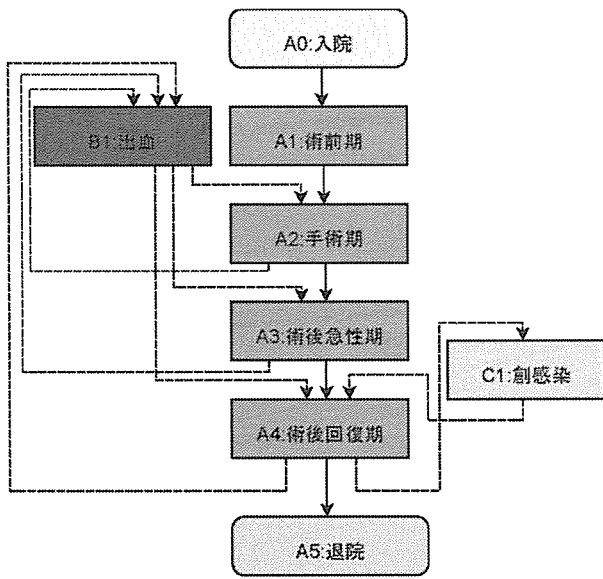 A0:入院
B1:出血
A1:術前期
A2:手術期
A3:術後急性期
C1:創感染
A4:術後回復期
A5:退院